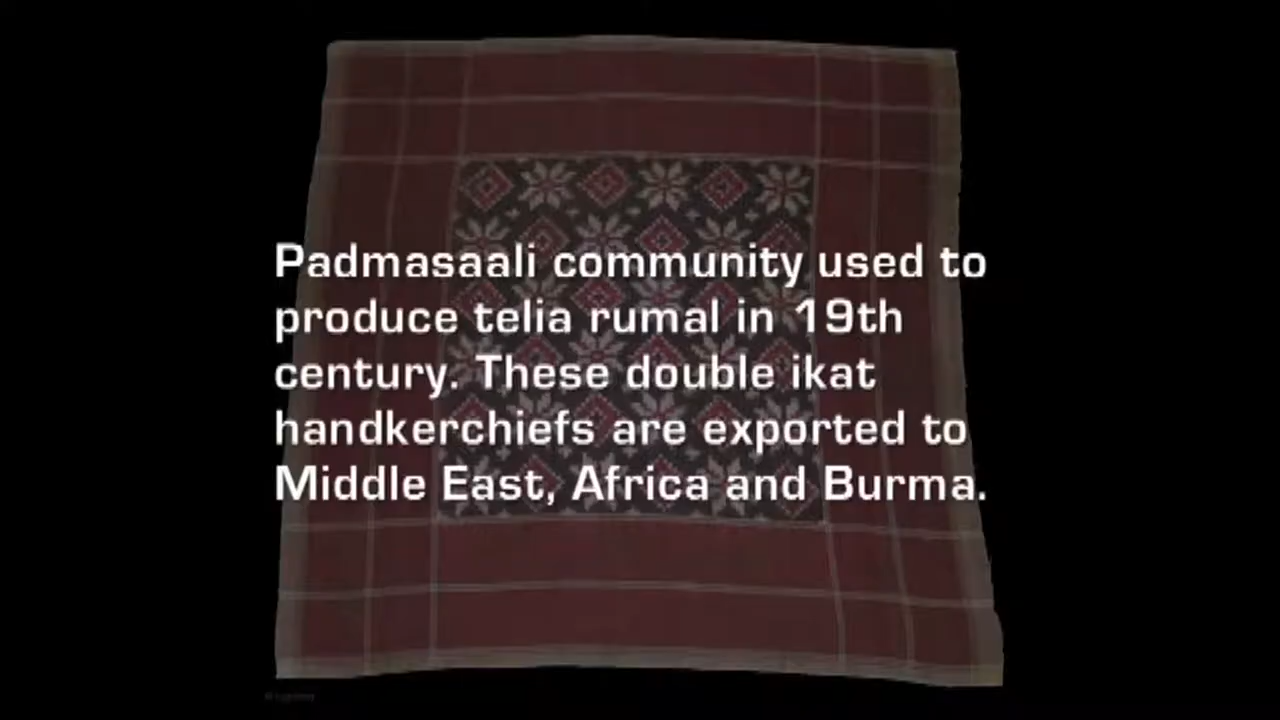 Padmasaali community used to
produce telia rumal in 19th
century. These double ikat
handkerchiefs are exported to
Middle East, Africa and Burma.